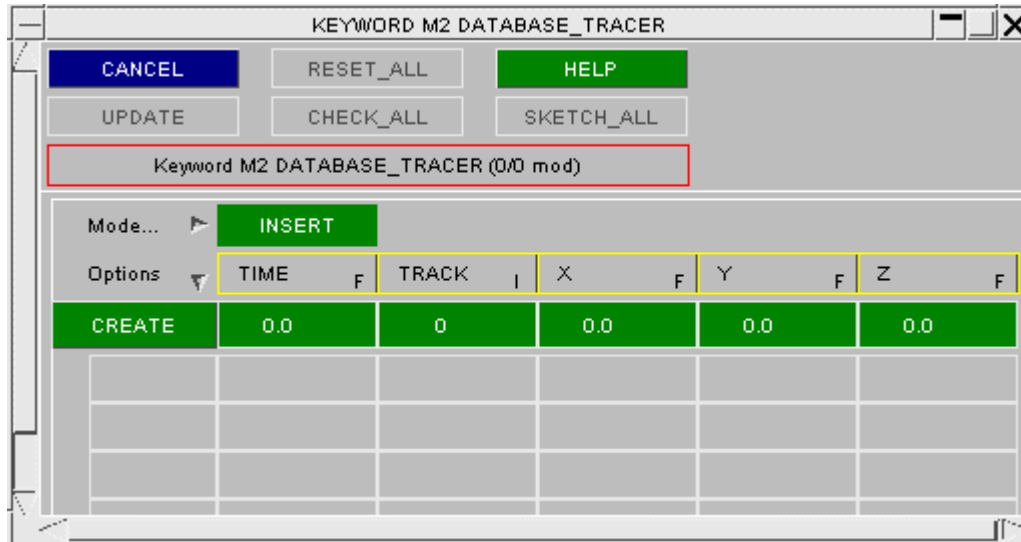 KEYWORD M2 DATABASE_TRACER
CANCEL RESET_ALL HELP
UPDATE CHECK_ALL SKETCH_ALL
Keyword M2 DATABASE_TRACER (0/0 mod)
Mode... INSERT
Options TIME F TRACK I X F Y F Z F
CREATE 0.0 0 0.0 0.0 0.0